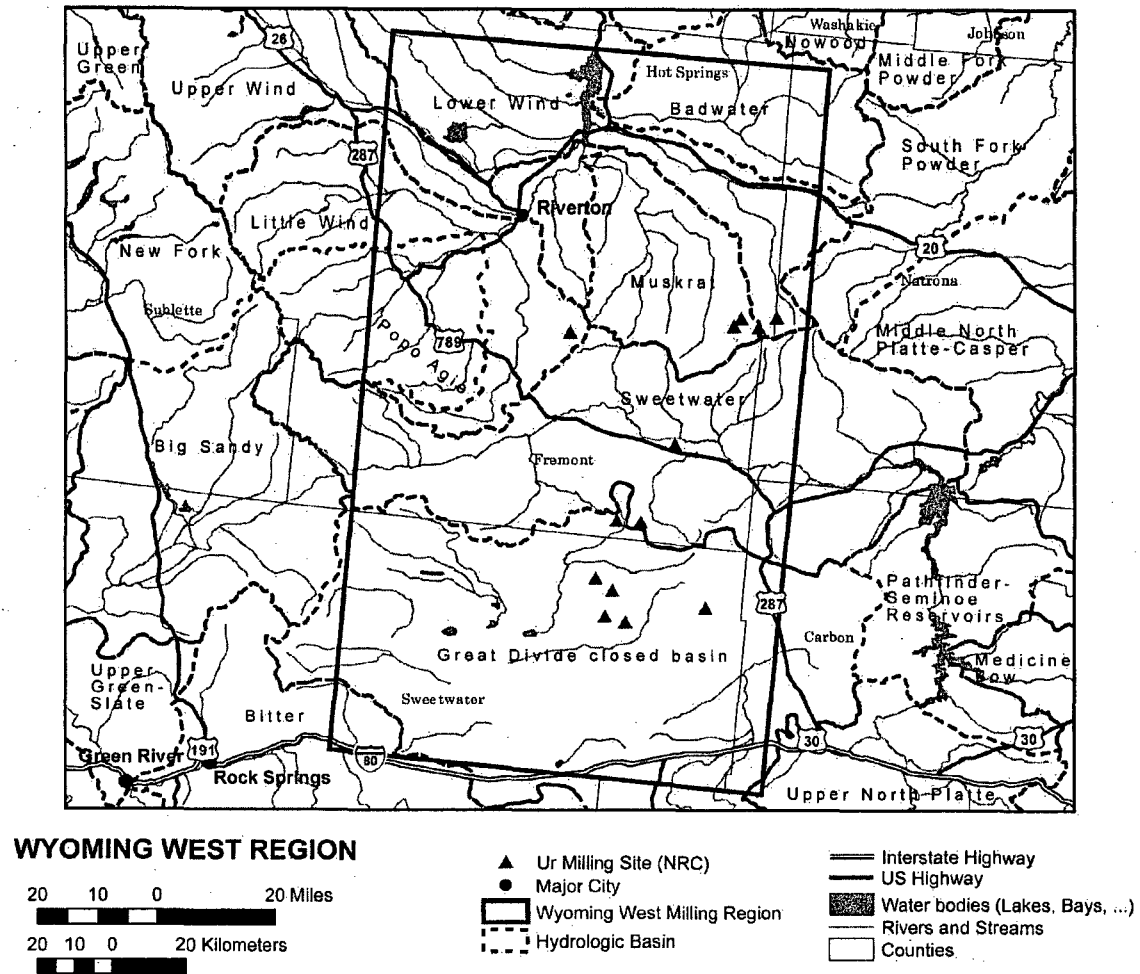 Upper
Green
26
Upper Wind
Lower Wind
Hot Springs
Badwater
Washakie
Nowood
Johnson
Middle Fork
Powder
South Fork
Powder
287
Little Wind
Riverton
New Fork
Sublette
Muskrat
20
Natrona
Middle North
Platte-Casper
Popo Agie
789
Sweetwater
Big Sandy
Fremont
Pathfinder-
Seminoe
Reservoirs
287
Carbon
Great Divide closed basin
Medicine
Bow
Upper
Green-
Slate
Bitter
Sweetwater
Green River
191
Rock Springs
80
30
30
Upper North Platte
WYOMING WEST REGION
20 10 0 20 Miles
20 10 0 20 Kilometers
Ur Milling Site (NRC)
Major City
Wyoming West Milling Region
Hydrologic Basin
Interstate Highway
US Highway
Water bodies (Lakes, Bays, ...)
Rivers and Streams
Counties